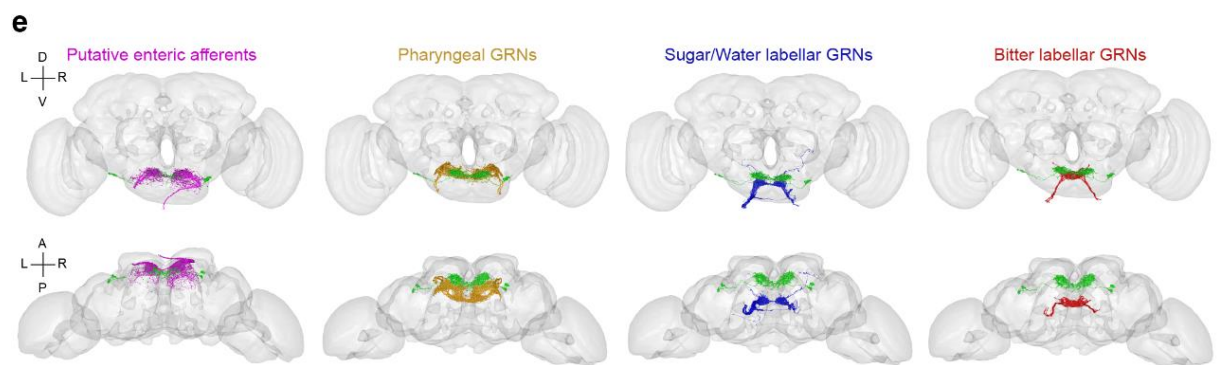 e
Putative enteric afferents
Pharyngeal GRNs
Sugar/Water labellar GRNs
Bitter labellar GRNs
D
L R
V
A
L R
P